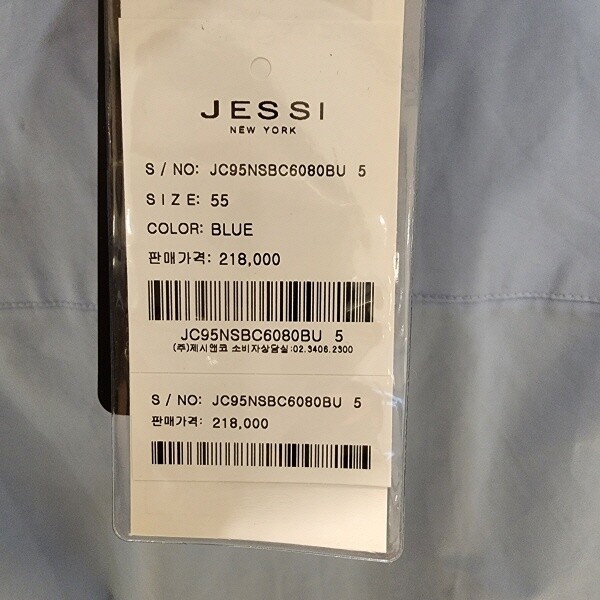 JESSI
NEW YORK
S / NO: JC95NSBC6080BU 5
SIZE: 55
COLOR: BLUE
판매가격: 218,000
JC95NSBC6080BU 5
(주)제시앤코 소비자상담실:02.3406.2300
S / NO: JC95NSBC6080BU 5
판매가격: 218,000